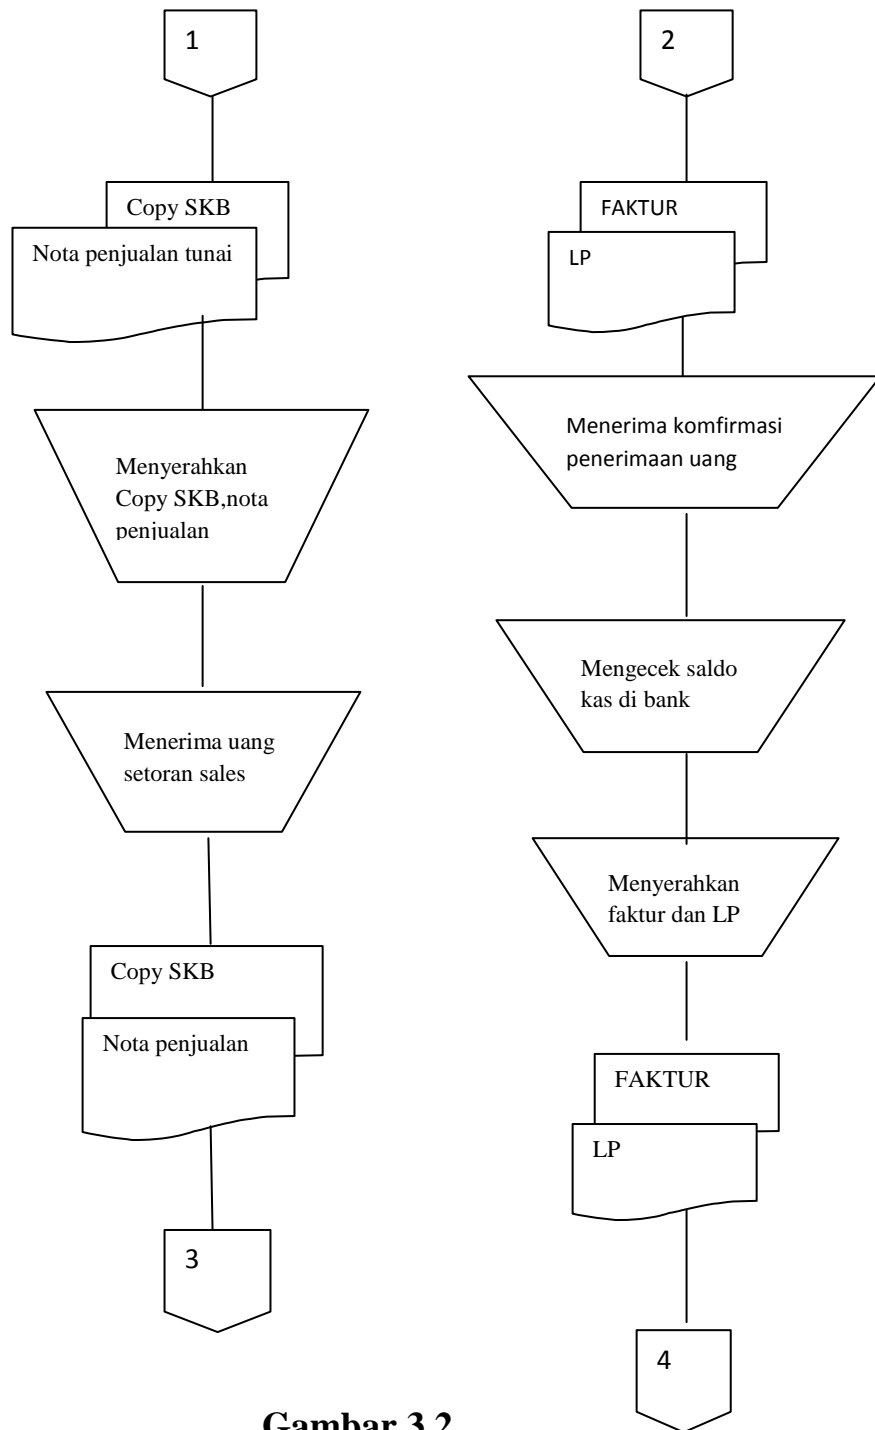 1
Copy SKB
Nota penjualan tunai
Menyerahkan
Copy SKB,nota
penjualan
Menerima uang
setoran sales
Copy SKB
Nota penjualan
3
2
FAKTUR
LP
Menerima komfirmasi
penerimaan uang
Mengecek saldo
kas di bank
Menyerahkan
faktur dan LP
FAKTUR
LP
4
Gambar 3.2